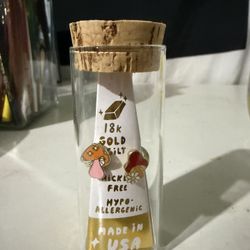 18K
GOLD
GILT
NICKEL
FREE
HYPO-
ALLERGENIC
MADE IN
USA